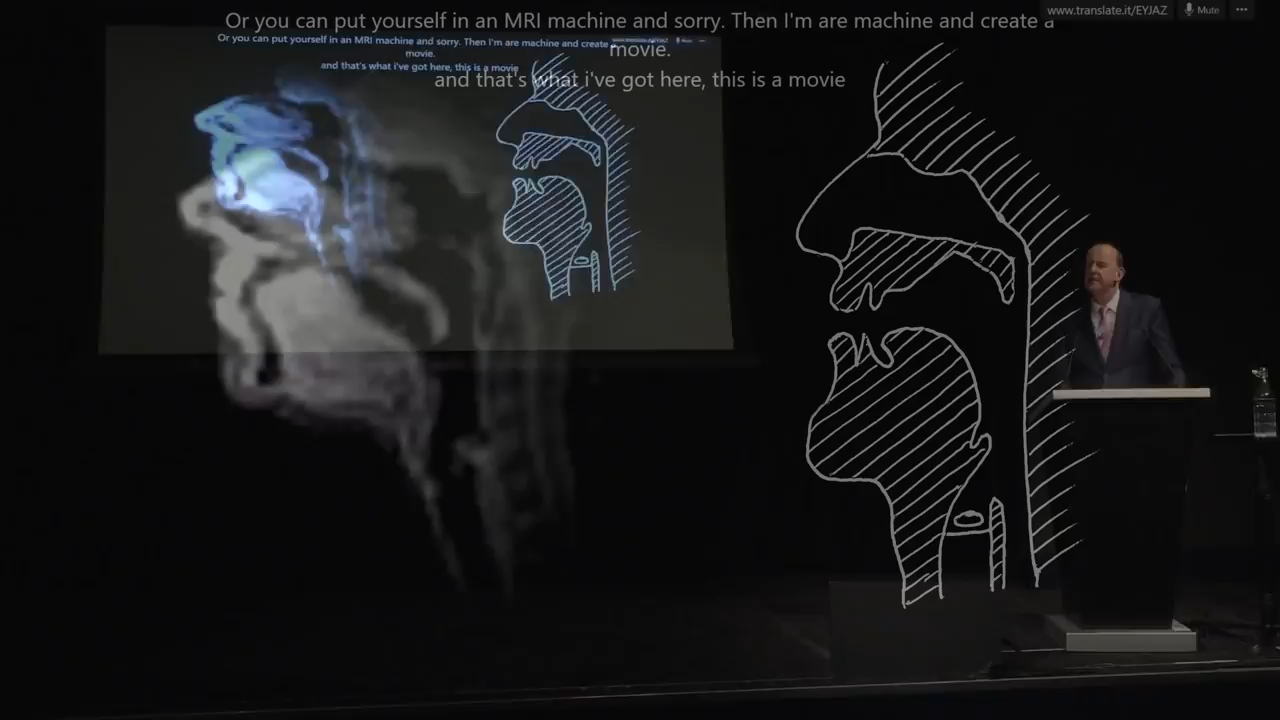 Or you can put yourself in an MRI machine and sorry. Then I'm are machine and create a
movie.
and that's what i've got here, this is a movie
www.translate.it/EYJAZ
Mute
Or you can put yourself in an MRI machine and sorry. Then I'm are machine and create
movie.
and that's what i've got here, this is a movie